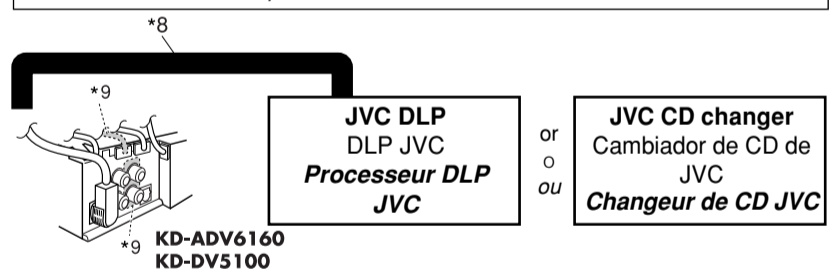 *8
*9
JVC DLP
DLP JVC
Processeur DLP
JVC
or
o
ou
JVC CD changer
Cambiador de CD de
JVC
Changeur de CD JVC
*9
KD-ADV6160
KD-DV5100